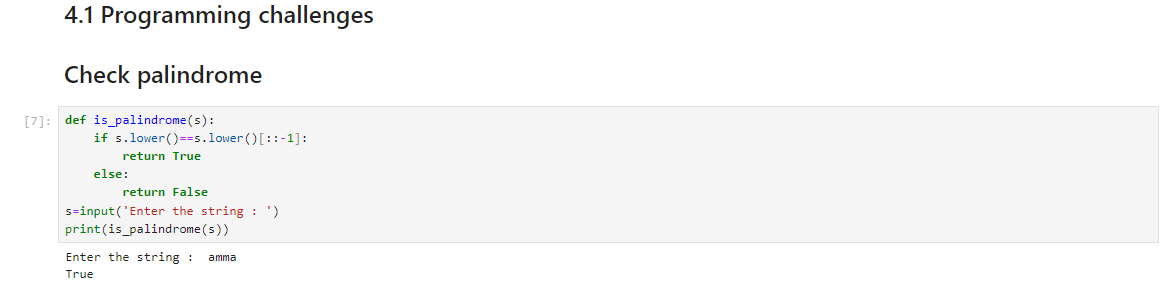 4.1 Programming challenges
Check palindrome
[7]:
def is_palindrome(s):
    if s.lower()==s.lower()[::-1]:
        return True
    else:
        return False
s=input('Enter the string : ')
print(is_palindrome(s))
Enter the string :  amma
True